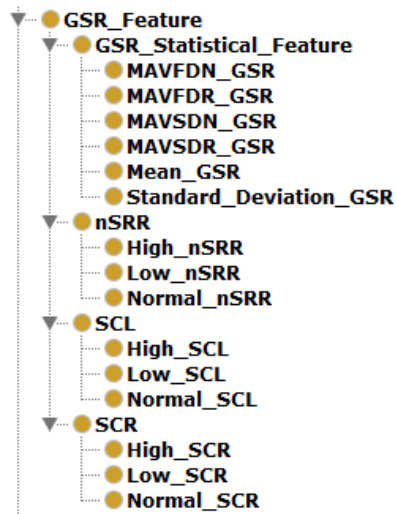 GSR_Feature
GSR_Statistical_Feature
MAVFDN_GSR
MAVFDR_GSR
MAVSDN_GSR
MAVSDR_GSR
Mean_GSR
Standard_Deviation_GSR
nSRR
High_nSRR
Low_nSRR
Normal_nSRR
SCL
High_SCL
Low_SCL
Normal_SCL
SCR
High_SCR
Low_SCR
Normal_SCR